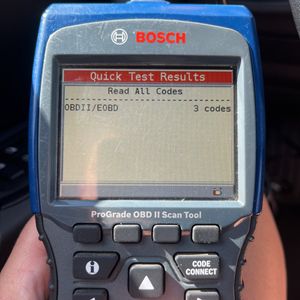 BOSCH
Quick Test Results
Read All Codes
OBDII/EOBD 3 codes
ProGrade OBD II Scan Tool
CODE
CONNECT